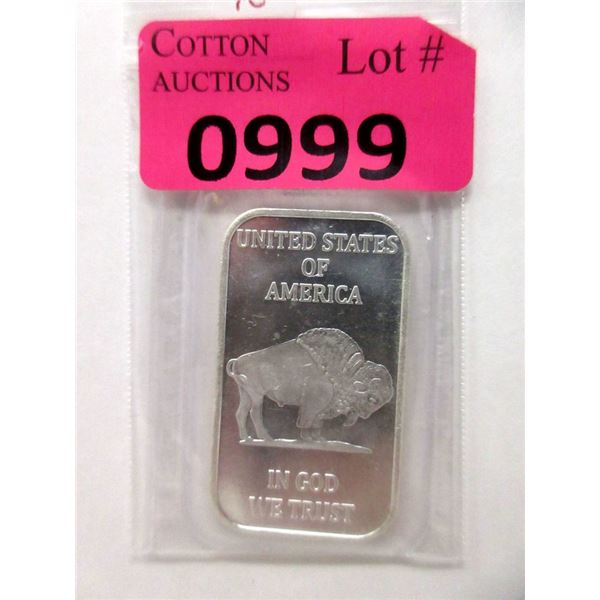 COTTON
AUCTIONS
Lot #
0999
UNITED STATES
OF
AMERICA
IN GOD
WE TRUST